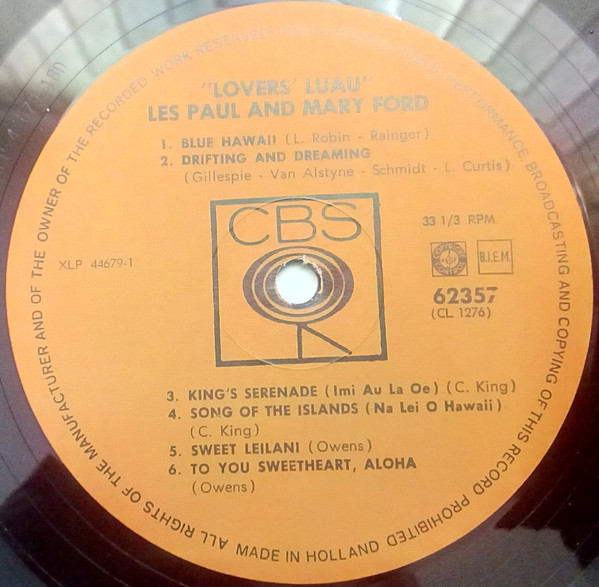 "LOVERS' LUAU"
LES PAUL AND MARY FORD
1. BLUE HAWAII (L. Robin - Rainger)
2. DRIFTING AND DREAMING
(Gillespie - Van Alstyne - Schmidt - L. Curtis)
CBS
33 1/3 RPM
XLP 44679-1
B.I.E.M.
62357
(CL 1276)
3. KING'S SERENADE (Imi Au La Oe) (C. King)
4. SONG OF THE ISLANDS (Na Lei O Hawaii)
(C. King)
5. SWEET LEILANI (Owens)
6. TO YOU SWEETHEART, ALOHA
(Owens)
ALL RIGHTS OF THE MANUFACTURER AND OF THE OWNER OF THE RECORDED WORK RESERVED PERFORMANCE, BROADCASTING AND COPYING OF THIS RECORD PROHIBITED
MADE IN HOLLAND